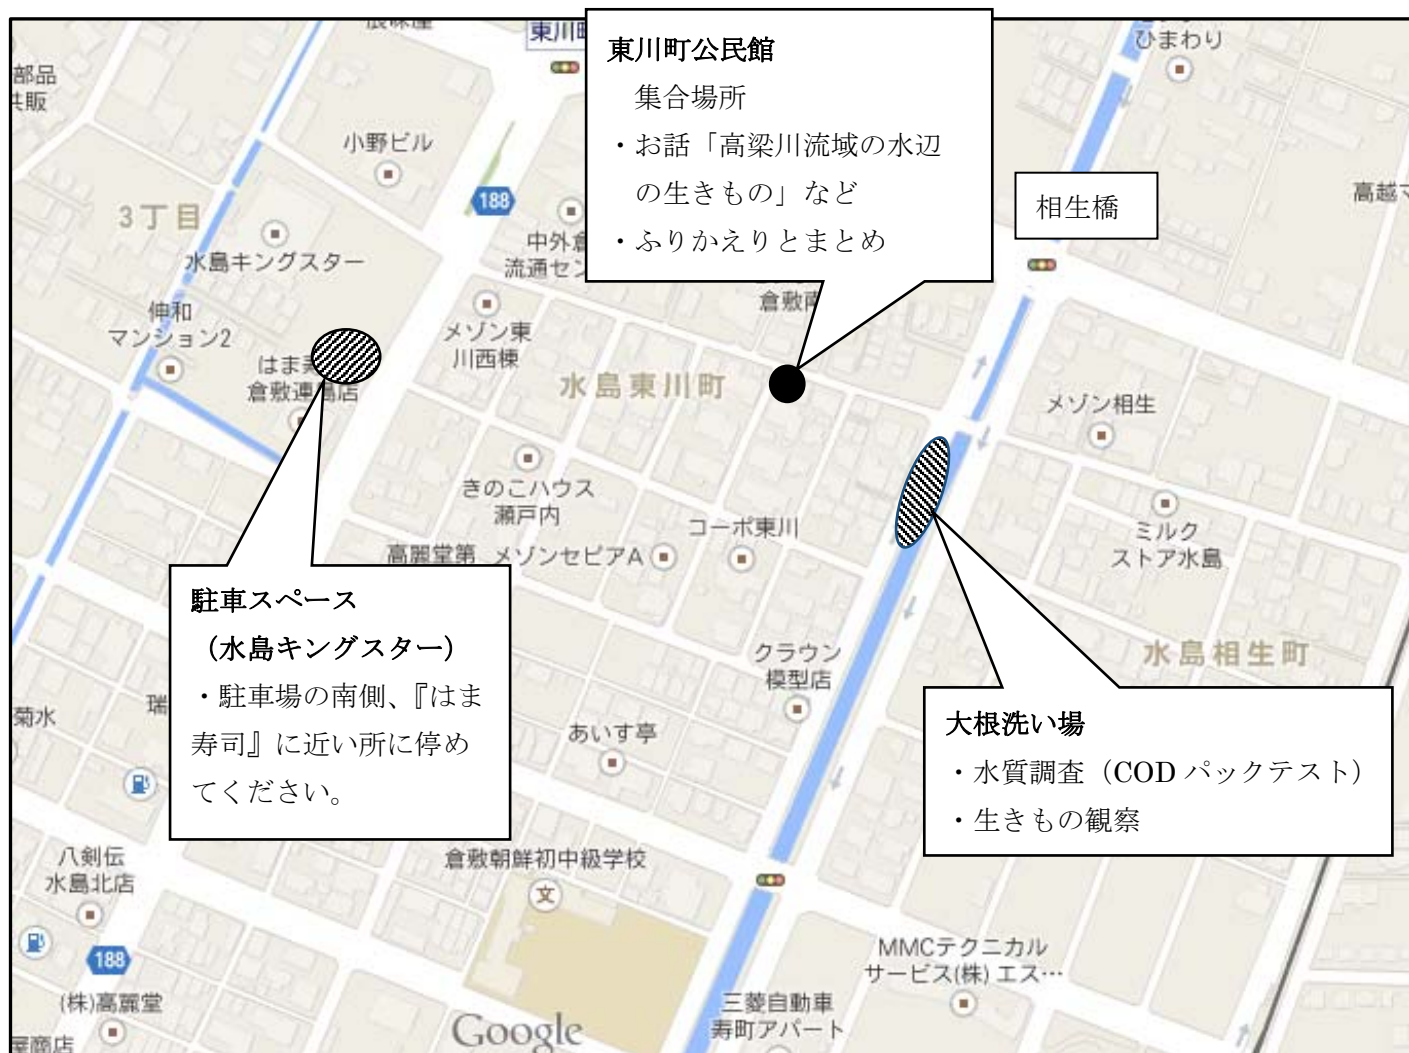 東川町公民館
集合場所
・お話「高梁川流域の水辺
の生きもの」など
・ふりかえりとまとめ
相生橋
ひまわり
部品
共販
小野ビル
188
3丁目
水島キングスター
中外倉
流通セン
倉敷南
伸和
マンション2
メゾン東
川西棟
はま寿
倉敷連島店
水島東川町
メゾン相生
きのこハウス
瀬戸内
コーポ東川
ミルク
ストア水島
高麗堂第
メゾンセピアA
駐車スペース
（水島キングスター）
・駐車場の南側、『はま
寿司』に近い所に停め
てください。
クラウン
模型店
水島相生町
菊水
瑞
あいす亭
大根洗い場
・水質調査（COD パックテスト）
・生きもの観察
八剣伝
水島北店
倉敷朝鮮初中級学校
文
188
MMCテクニカル
サービス(株) エス…
(株)高麗堂
三菱自動車
寿町アパート
Google
屋商店